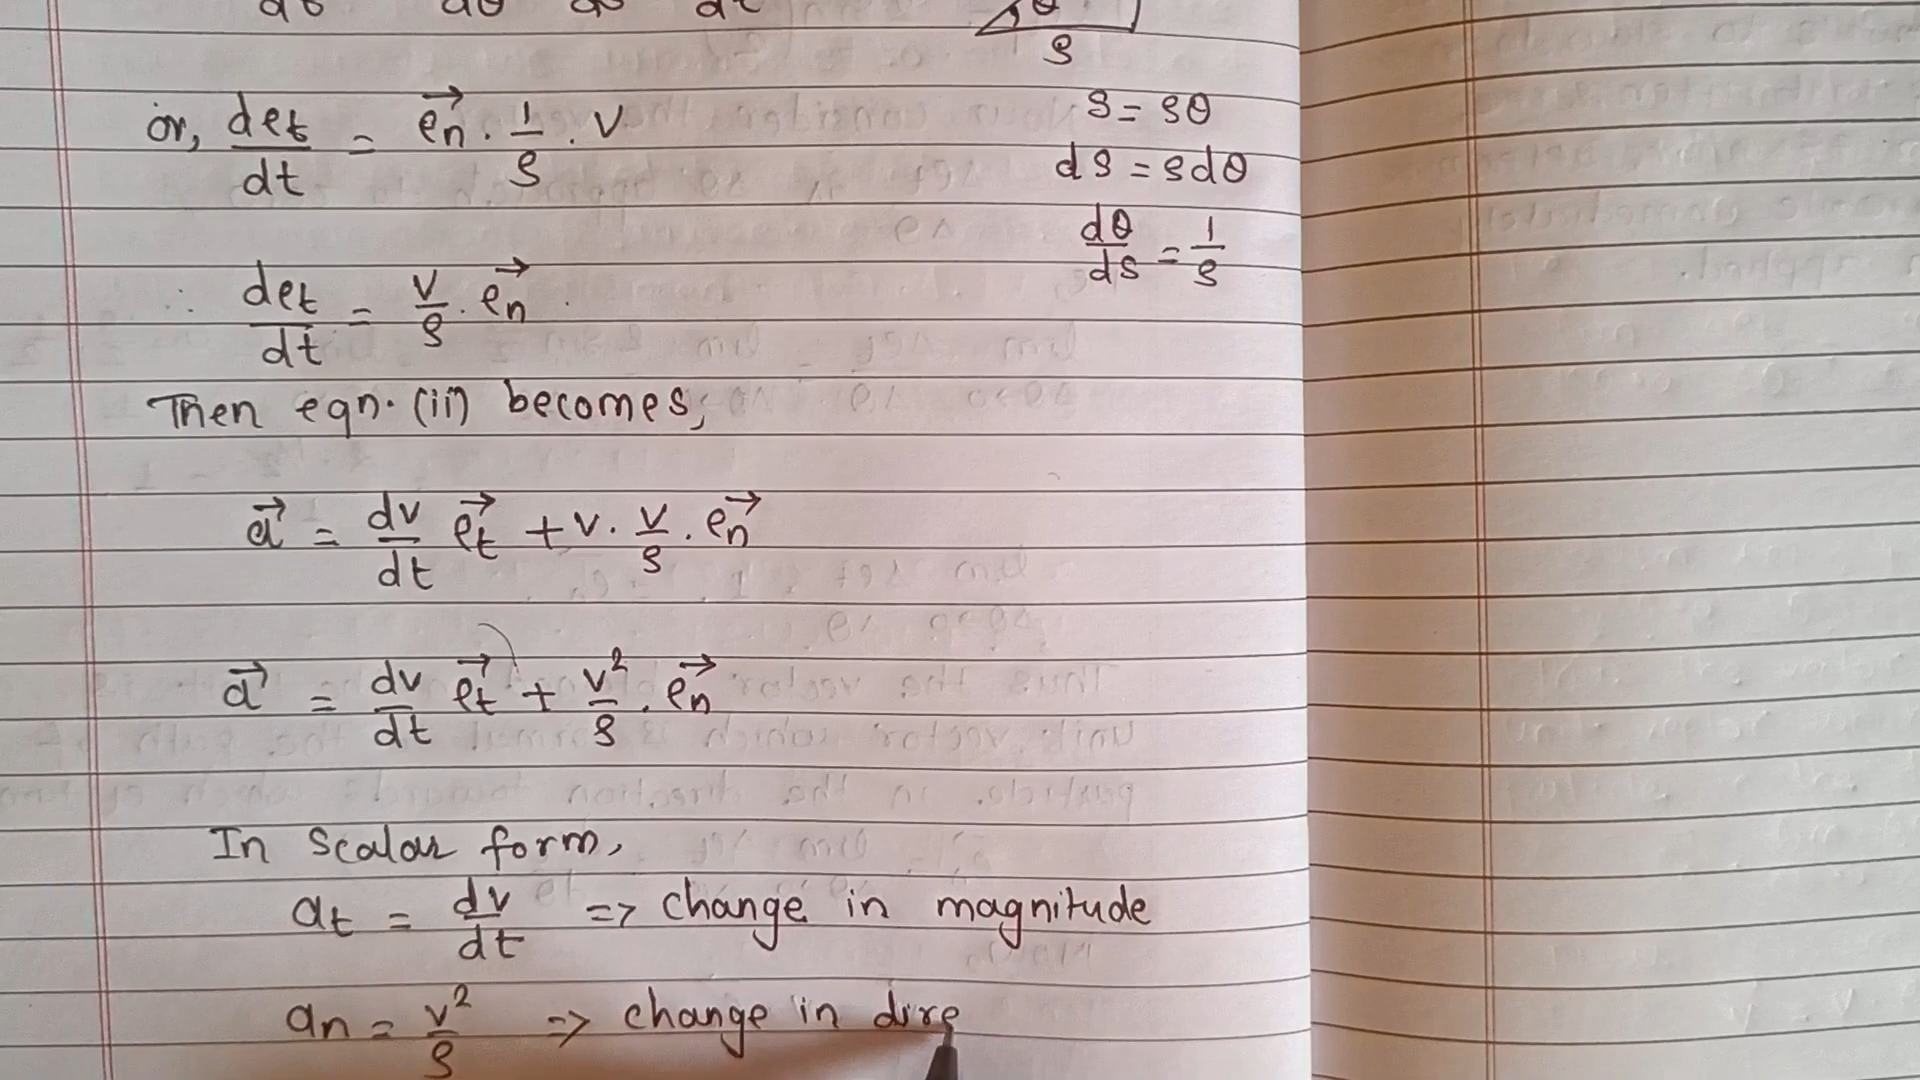 θ
ρ
or, det/dt = en⃗ . 1/ρ . v
S = ρθ
dS = ρdθ
dθ/ds = 1/ρ
∴ det/dt = v/ρ . en⃗ .
Then eqn. (ii) becomes,
a⃗ = dv/dt et⃗ + v . v/ρ . en⃗
a⃗ = dv/dt et⃗ + v²/ρ . en⃗
In Scalar form,
at = dv/dt => change in magnitude
an = v²/ρ => change in dire